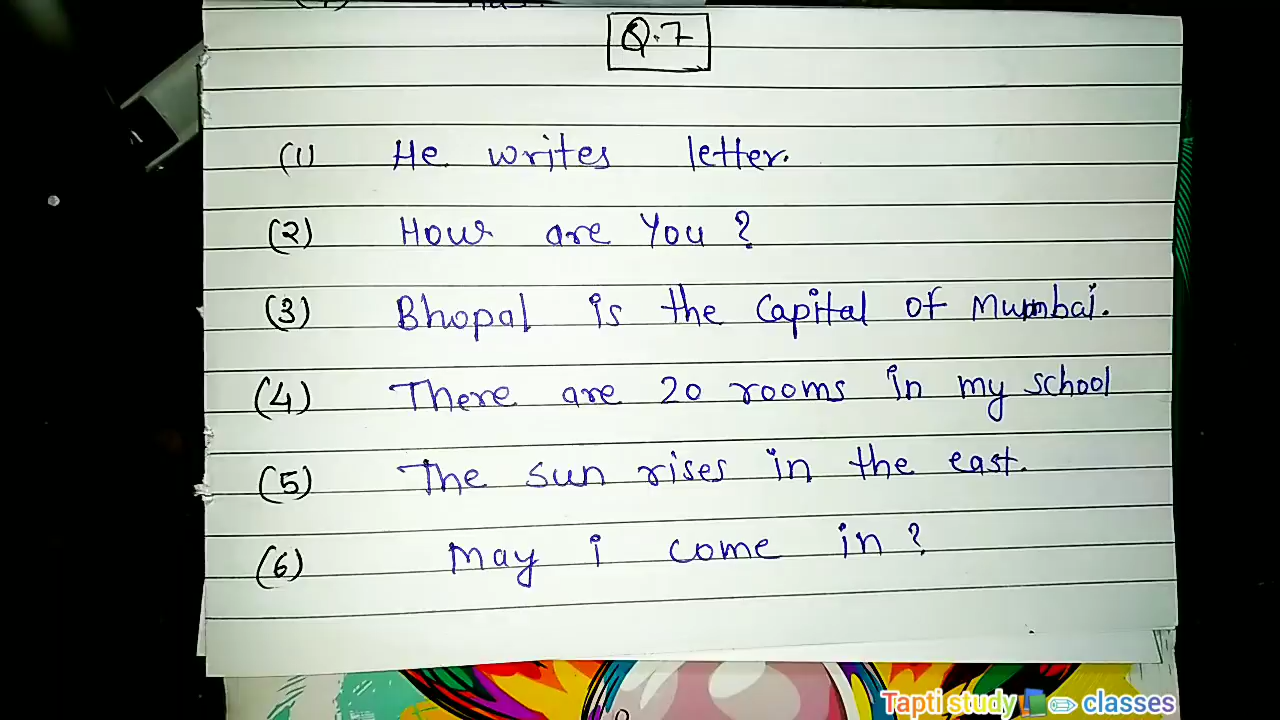 Q.7
(1) He writes letter.
(2) How are You ?
(3) Bhopal is the Capital of Mumbai.
(4) There are 20 rooms in my school
(5) The sun rises in the east.
(6) May i come in ?
Tapti study classes